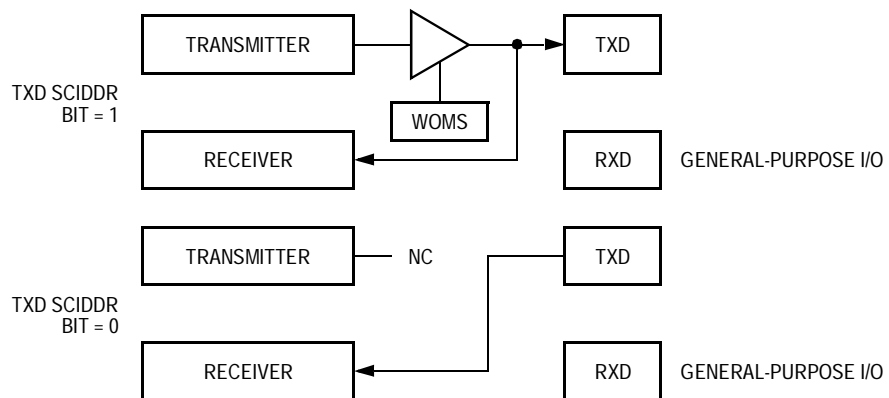 TRANSMITTER
TXD
TXD SCIDDR
BIT = 1
WOMS
RECEIVER
RXD
GENERAL-PURPOSE I/O
TRANSMITTER
NC
TXD
TXD SCIDDR
BIT = 0
RECEIVER
RXD
GENERAL-PURPOSE I/O